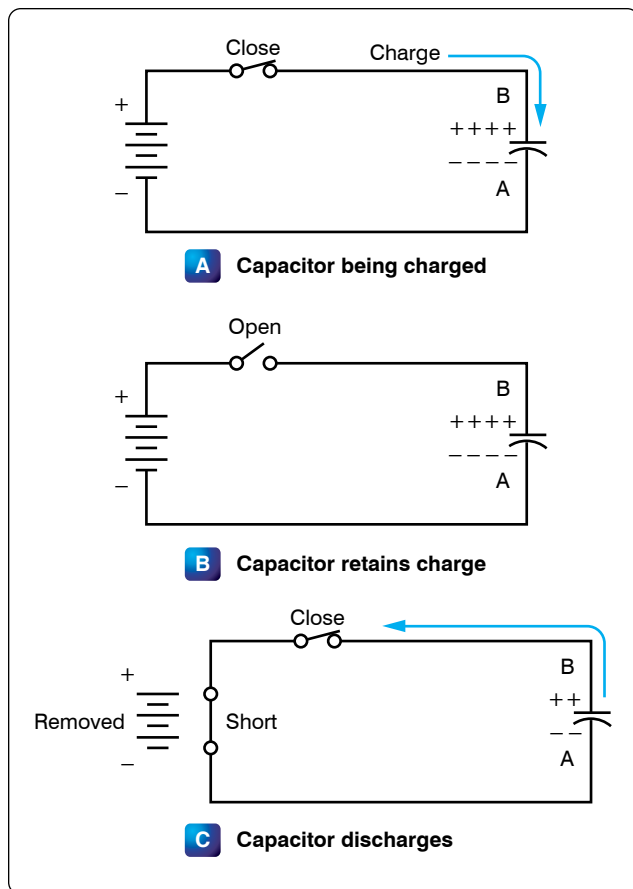 Close Charge
B
+
++++
−−−−
−
A
A Capacitor being charged
Open
B
+
++++
−−−−
−
A
B Capacitor retains charge
Close
B
+
++
Removed Short
−−
−
A
C Capacitor discharges